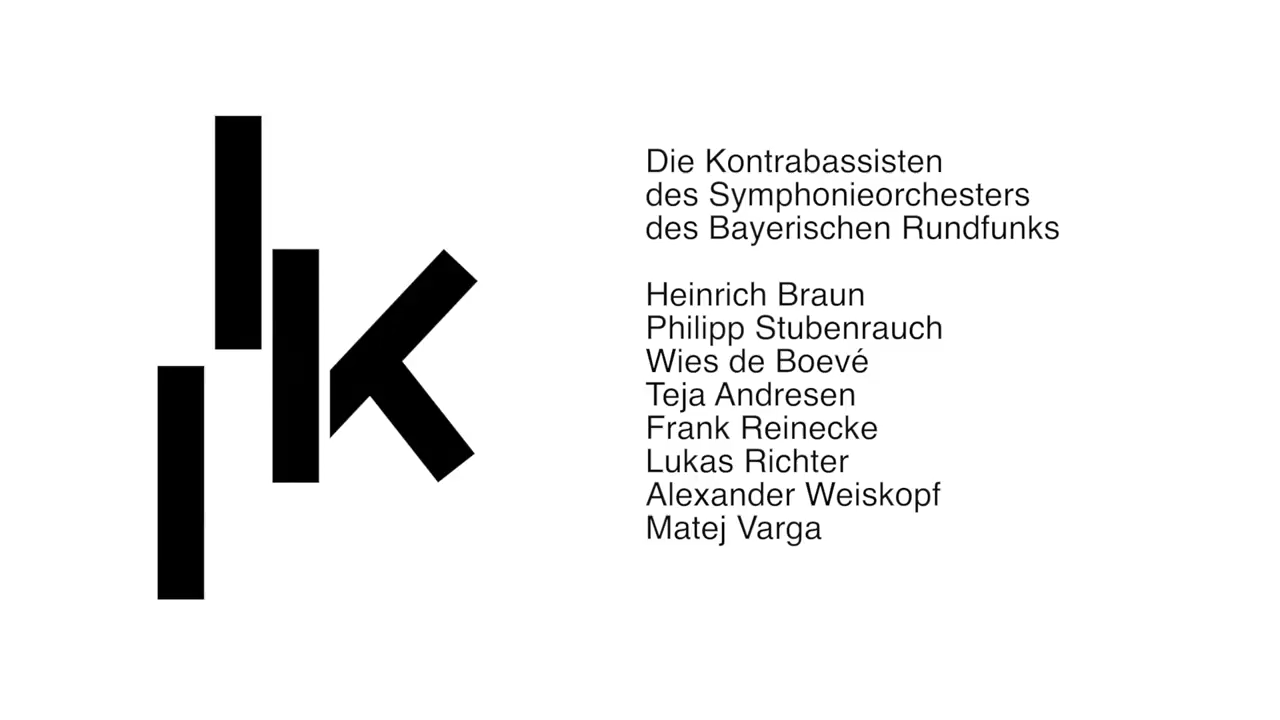 Die Kontrabassisten
des Symphonieorchesters
des Bayerischen Rundfunks
Heinrich Braun
Philipp Stubenrauch
Wies de Boevé
Teja Andresen
Frank Reinecke
Lukas Richter
Alexander Weiskopf
Matej Varga